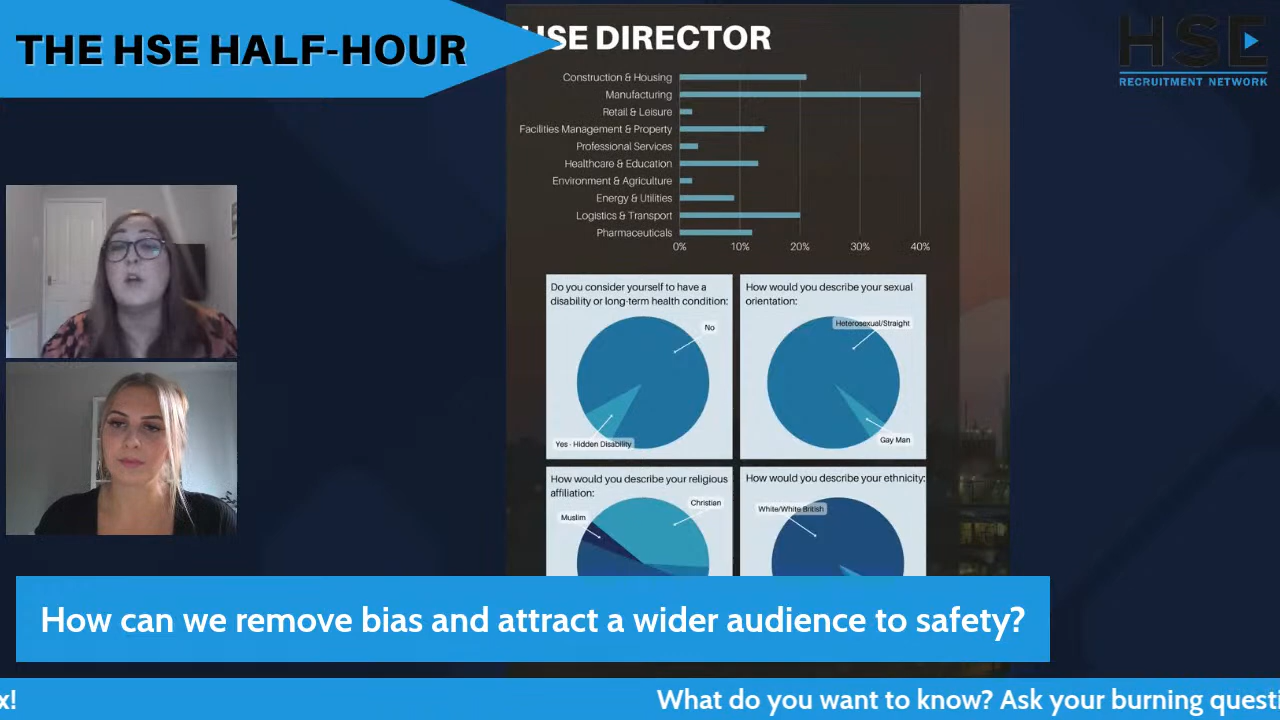 THE HSE HALF-HOUR
HSE DIRECTOR
HSE
RECRUITMENT NETWORK
Construction & Housing
Manufacturing
Retail & Leisure
Facilities Management & Property
Professional Services
Healthcare & Education
Environment & Agriculture
Energy & Utilities
Logistics & Transport
Pharmaceuticals
0% 10% 20% 30% 40%
Do you consider yourself to have a
disability or long-term health condition:
No
Yes - Hidden Disability
How would you describe your sexual
orientation:
Heterosexual/Straight
Gay Man
How would you describe your religious
affiliation:
Christian
Muslim
How would you describe your ethnicity:
White/White British
How can we remove bias and attract a wider audience to safety?
x! What do you want to know? Ask your burning questi